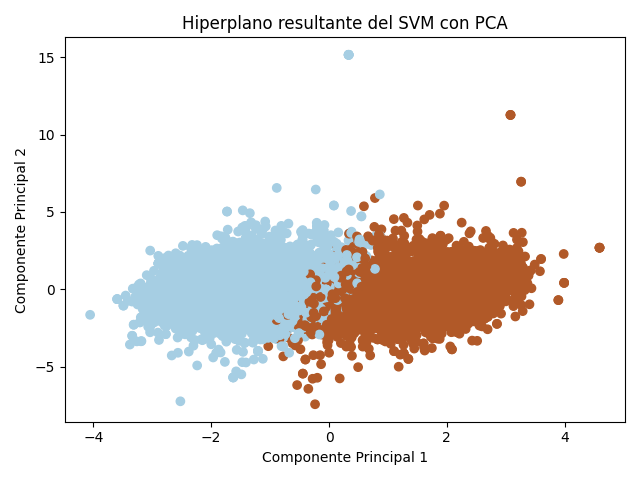 Hiperplano resultante del SVM con PCA
15
10
5
0
−5
Componente Principal 2
−4 −2 0 2 4
Componente Principal 1